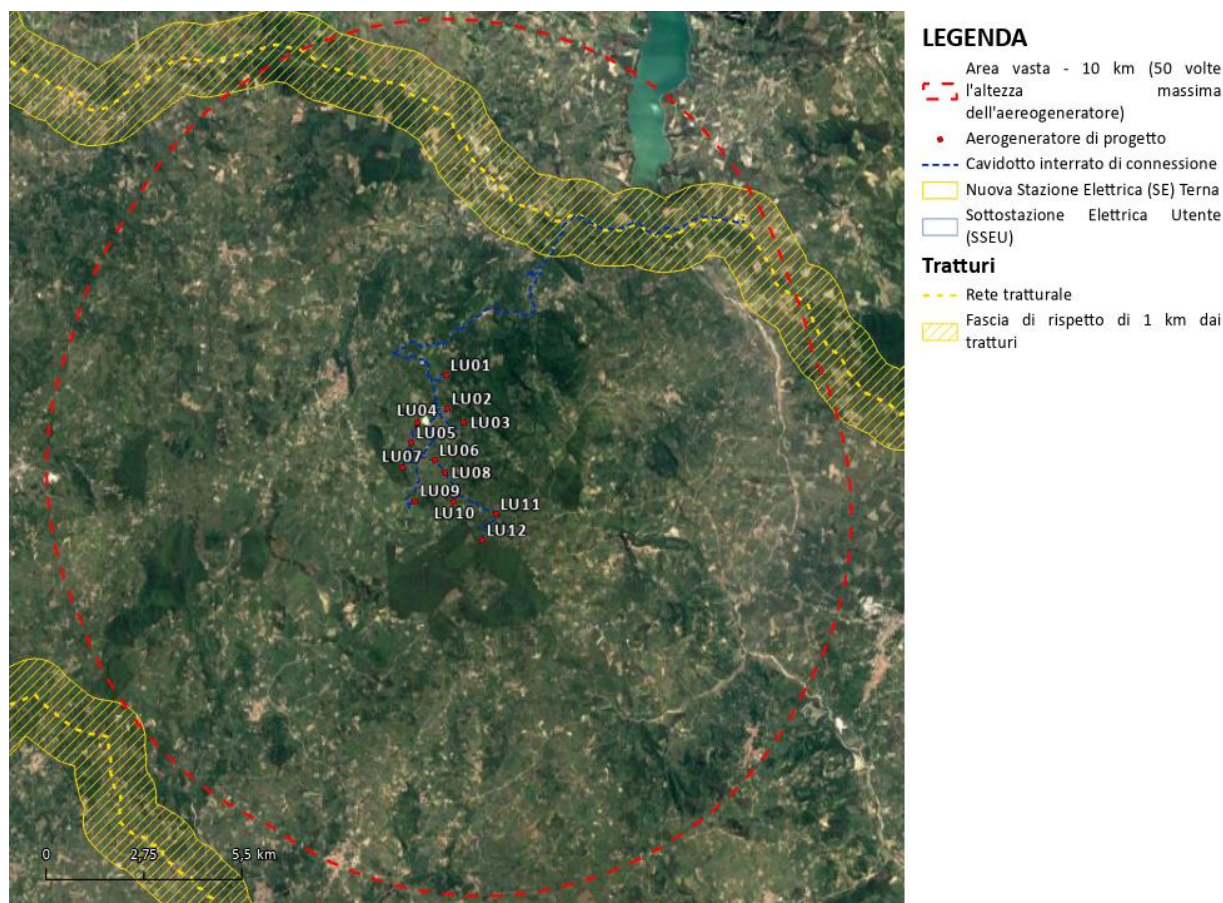 LEGENDA
Area vasta - 10 km (50 volte
l'altezza massima
dell'aereogeneratore)
Aerogeneratore di progetto
Cavidotto interrato di connessione
Nuova Stazione Elettrica (SE) Terna
Sottostazione Elettrica Utente
(SSEU)
Tratturi
Rete tratturale
Fascia di rispetto di 1 km dai
tratturi
LU01
LU02
LU04
LU03
LU05
LU06
LU07
LU08
LU09
LU10
LU11
LU12
0 2,75 5,5 km